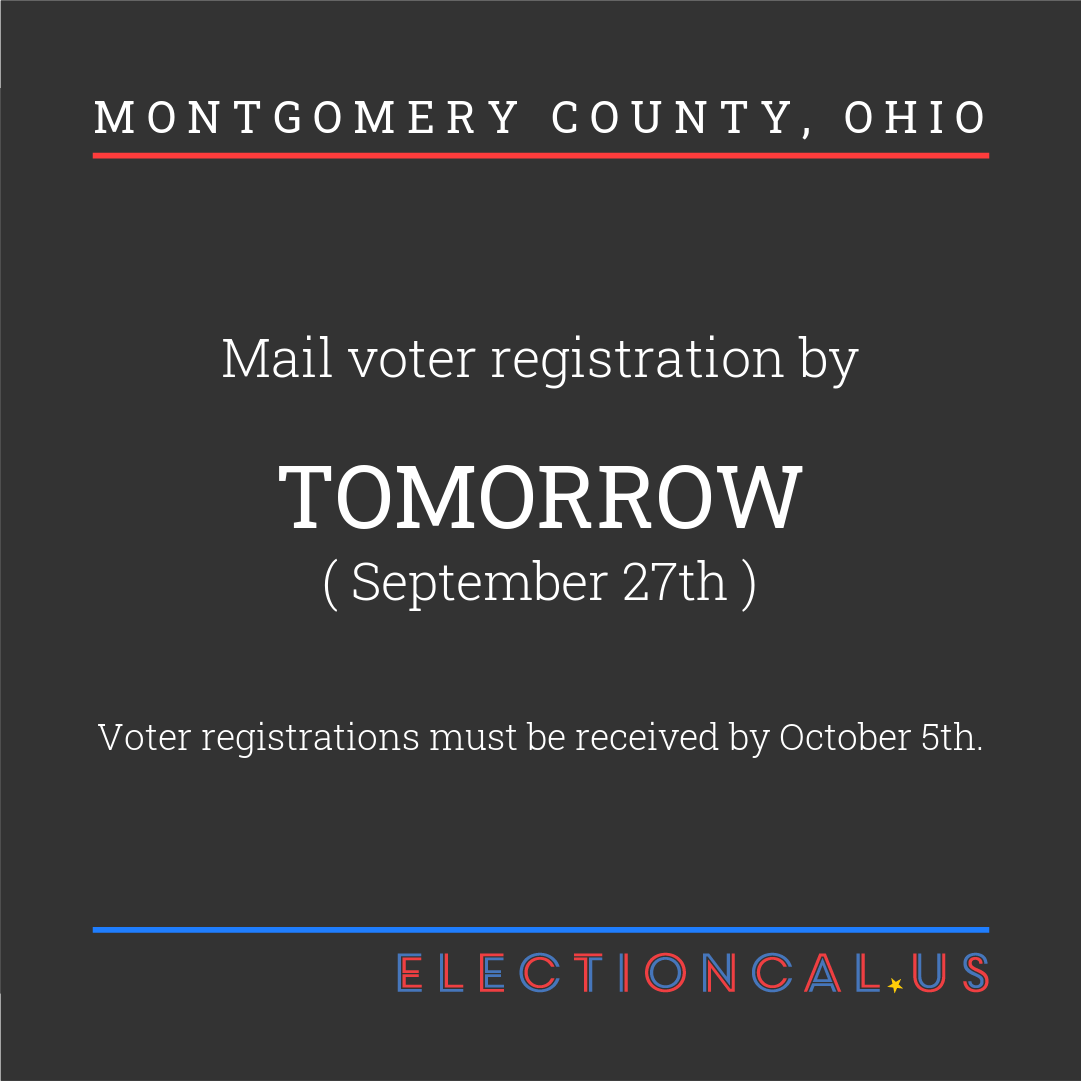 MONTGOMERY COUNTY, OHIO
Mail voter registration by
TOMORROW
( September 27th )
Voter registrations must be received by October 5th.
ELECTIONCAL.US